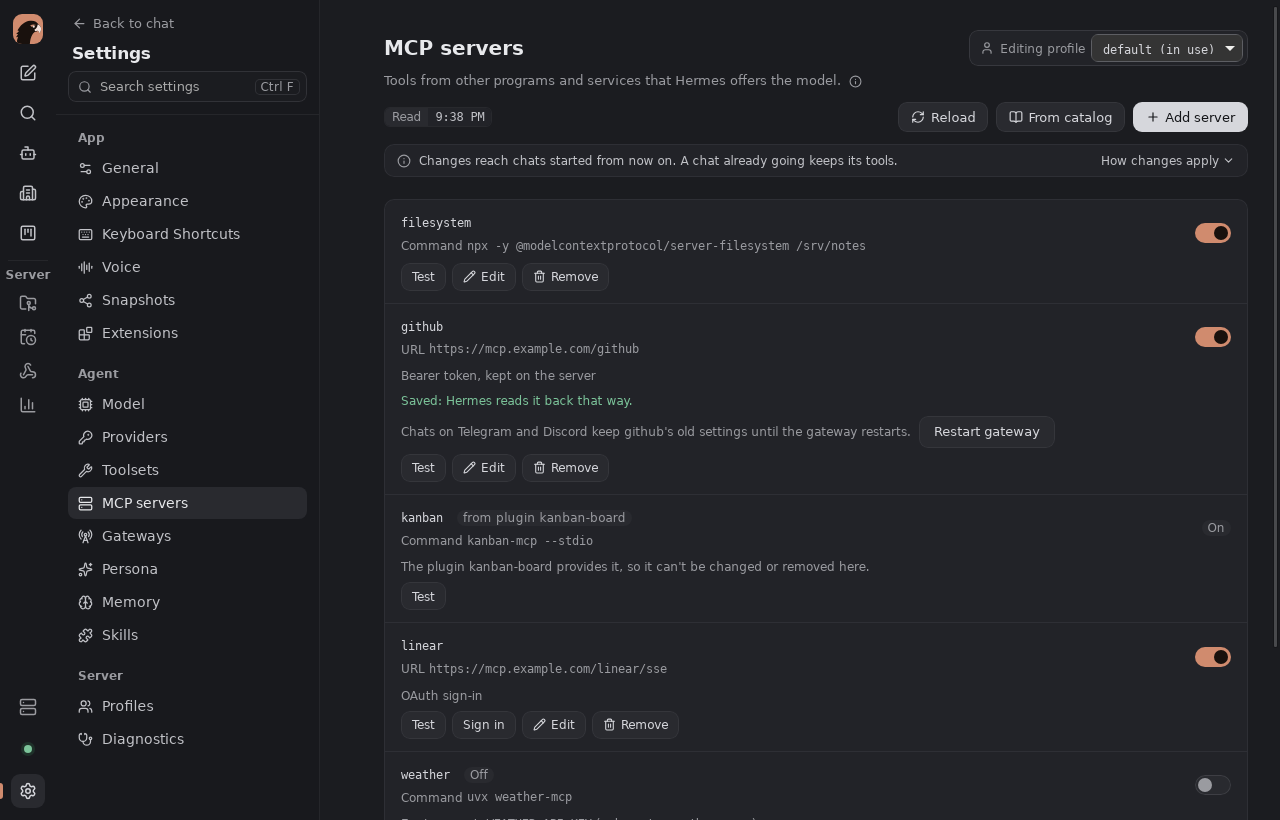 Back to chat
Settings
Search settings Ctrl F
App
General
Appearance
Keyboard Shortcuts
Voice
Snapshots
Extensions
Agent
Model
Providers
Toolsets
MCP servers
Gateways
Persona
Memory
Skills
Server
Profiles
Diagnostics
Server
MCP servers
Editing profile default (in use)
Tools from other programs and services that Hermes offers the model.
Read 9:38 PM
Reload From catalog Add server
Changes reach chats started from now on. A chat already going keeps its tools. How changes apply
filesystem
Command npx -y @modelcontextprotocol/server-filesystem /srv/notes
Test Edit Remove
github
URL https://mcp.example.com/github
Bearer token, kept on the server
Saved: Hermes reads it back that way.
Chats on Telegram and Discord keep github's old settings until the gateway restarts. Restart gateway
Test Edit Remove
kanban from plugin kanban-board On
Command kanban-mcp --stdio
The plugin kanban-board provides it, so it can't be changed or removed here.
Test
linear
URL https://mcp.example.com/linear/sse
OAuth sign-in
Test Sign in Edit Remove
weather Off
Command uvx weather-mcp